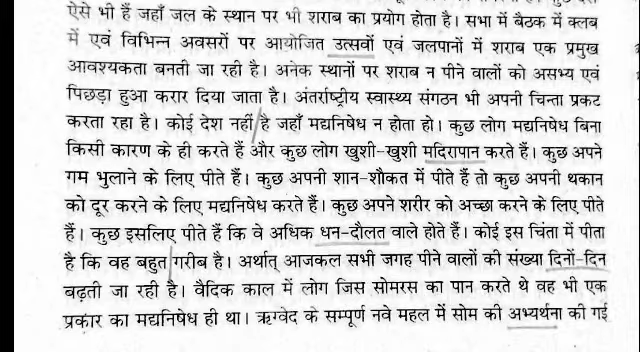 ऐसे भी हैं जहाँ जल के स्थान पर भी शराब का प्रयोग होता है। सभा में बैठक में क्लब
में एवं विभिन्न अवसरों पर आयोजित उत्सवों एवं जलपानों में शराब एक प्रमुख
आवश्यकता बनती जा रही है। अनेक स्थानों पर शराब न पीने वालों को असभ्य एवं
पिछड़ा हुआ करार दिया जाता है। अंतर्राष्ट्रीय स्वास्थ्य संगठन भी अपनी चिन्ता प्रकट
करता रहा है। कोई देश नहीं है जहाँ मद्यनिषेध न होता हो। कुछ लोग मद्यनिषेध बिना
किसी कारण के ही करते हैं और कुछ लोग खुशी-खुशी मदिरापान करते हैं। कुछ अपने
गम भुलाने के लिए पीते हैं। कुछ अपनी शान-शौकत में पीते हैं तो कुछ अपनी थकान
को दूर करने के लिए मद्यनिषेध करते हैं। कुछ अपने शरीर को अच्छा करने के लिए पीते
हैं। कुछ इसलिए पीते हैं कि वे अधिक धन-दौलत वाले होते हैं। कोई इस चिंता में पीता
है कि वह बहुत गरीब है। अर्थात् आजकल सभी जगह पीने वालों की संख्या दिनों-दिन
बढ़ती जा रही है। वैदिक काल में लोग जिस सोमरस का पान करते थे वह भी एक
प्रकार का मद्यनिषेध ही था। ऋग्वेद के सम्पूर्ण नवे महल में सोम की अभ्यर्थना की गई